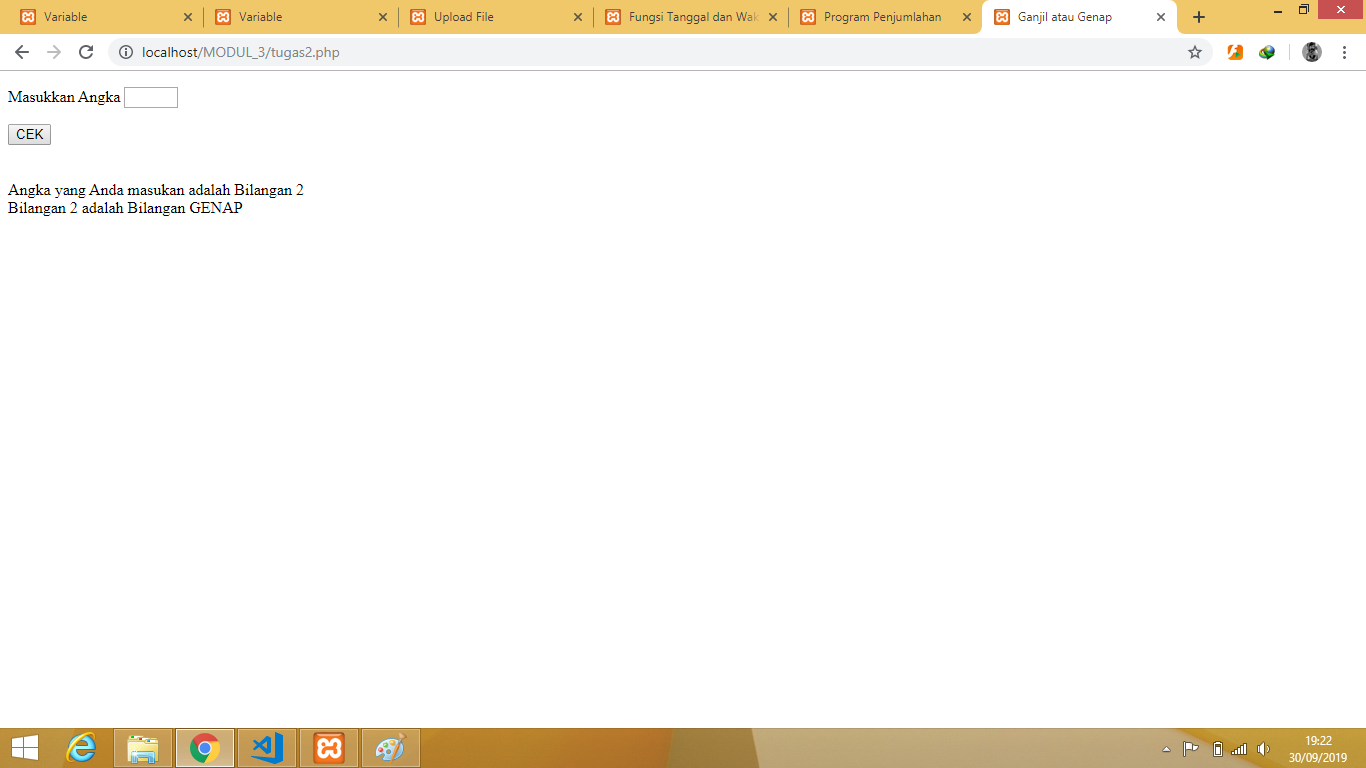 Variable
Variable
Upload File
Fungsi Tanggal dan Wak
Program Penjumlahan
Ganjil atau Genap
localhost/MODUL_3/tugas2.php
Masukkan Angka
CEK
Angka yang Anda masukan adalah Bilangan 2
Bilangan 2 adalah Bilangan GENAP
19:22
30/09/2019